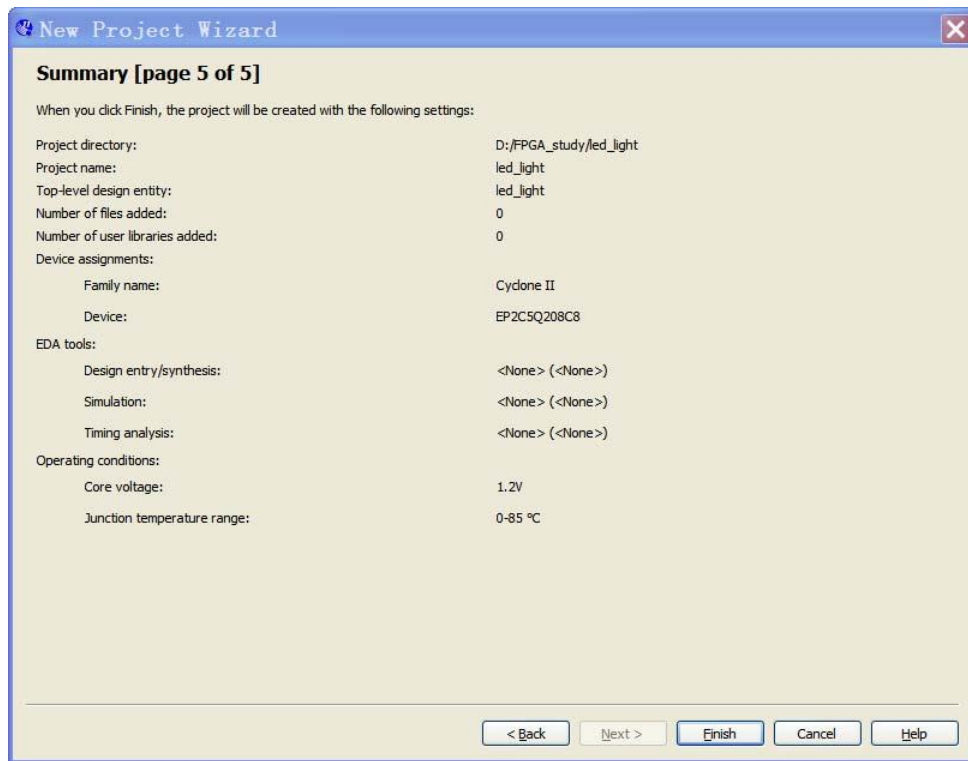 New Project Wizard
Summary [page 5 of 5]
When you click Finish, the project will be created with the following settings:
Project directory: D:/FPGA_study/led_light
Project name: led_light
Top-level design entity: led_light
Number of files added: 0
Number of user libraries added: 0
Device assignments:
Family name: Cyclone II
Device: EP2C5Q208C8
EDA tools:
Design entry/synthesis: <None> (<None>)
Simulation: <None> (<None>)
Timing analysis: <None> (<None>)
Operating conditions:
Core voltage: 1.2V
Junction temperature range: 0-85 ºC
< Back Next > Finish Cancel Help